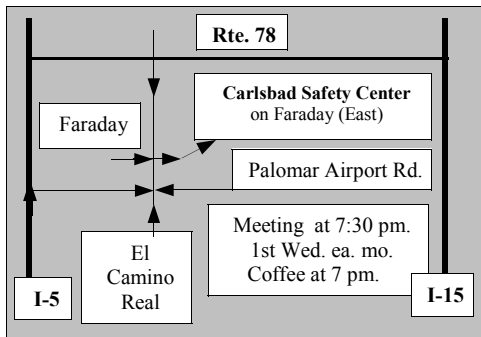 Rte. 78
Carlsbad Safety Center
on Faraday (East)
Faraday
Palomar Airport Rd.
Meeting at 7:30 pm.
1st Wed. ea. mo.
Coffee at 7 pm.
El
Camino
Real
I-5
I-15